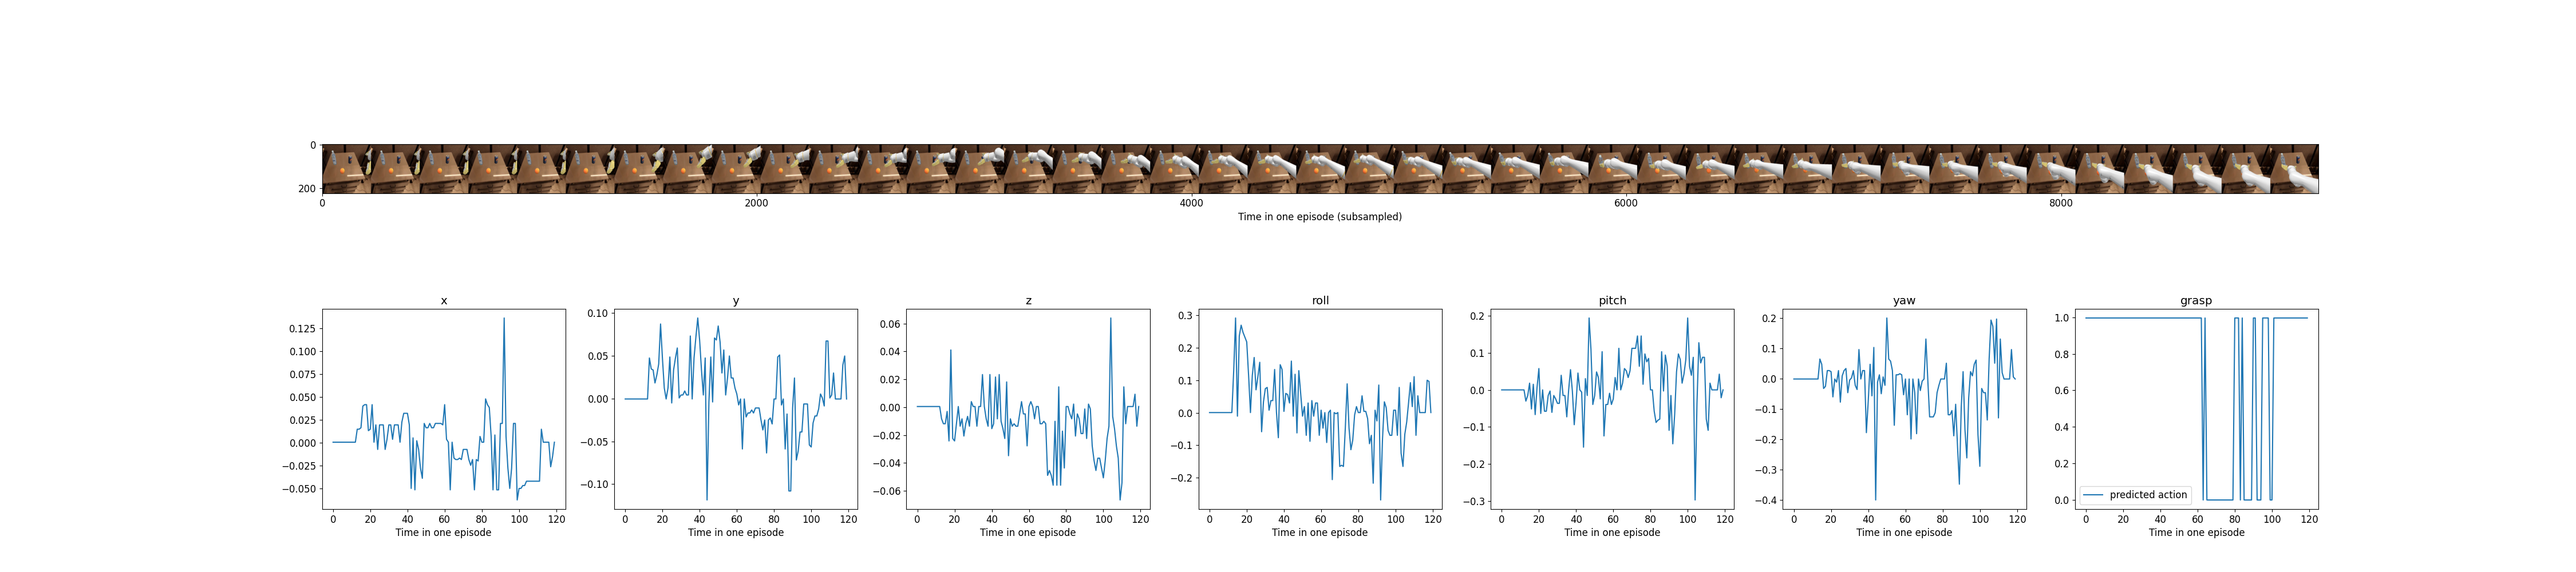 0
200
0 2000 4000 6000 8000
Time in one episode (subsampled)
x
0.125
0.100
0.075
0.050
0.025
0.000
−0.025
−0.050
0 20 40 60 80 100 120
Time in one episode
y
0.10
0.05
0.00
−0.05
−0.10
0 20 40 60 80 100 120
Time in one episode
z
0.06
0.04
0.02
0.00
−0.02
−0.04
−0.06
0 20 40 60 80 100 120
Time in one episode
roll
0.3
0.2
0.1
0.0
−0.1
−0.2
0 20 40 60 80 100 120
Time in one episode
pitch
0.2
0.1
0.0
−0.1
−0.2
−0.3
0 20 40 60 80 100 120
Time in one episode
yaw
0.2
0.1
0.0
−0.1
−0.2
−0.3
−0.4
0 20 40 60 80 100 120
Time in one episode
grasp
1.0
0.8
0.6
0.4
0.2
0.0
predicted action
0 20 40 60 80 100 120
Time in one episode